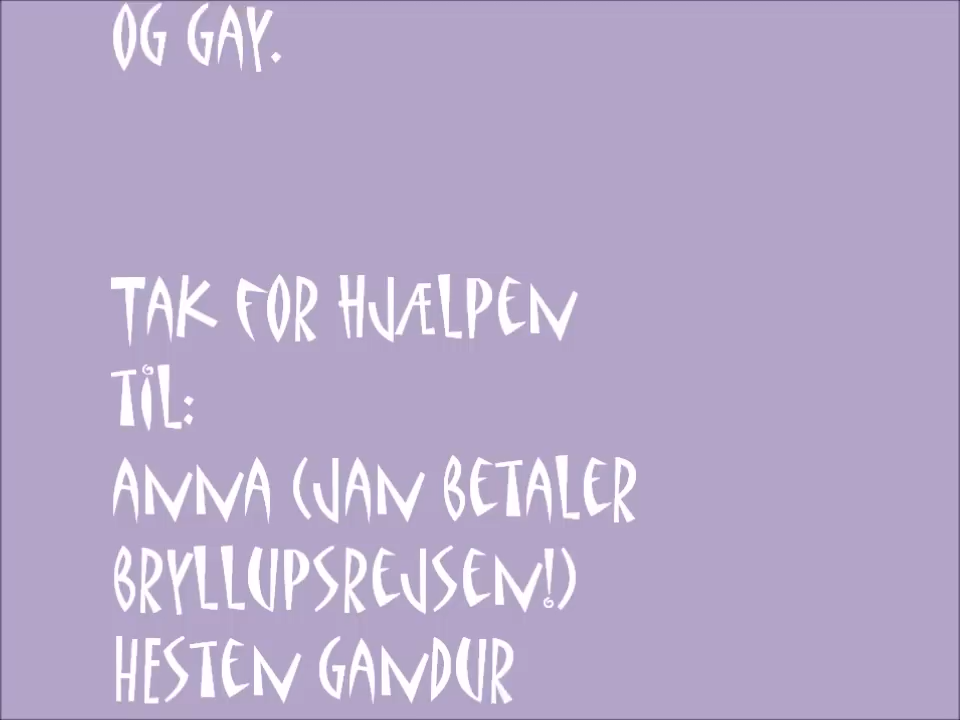 OG GAY.
TAK FOR HJÆLPEN
TIL:
ANNA (JAN BETALER
BRYLLUPSREJSEN!)
HESTEN GANDUR